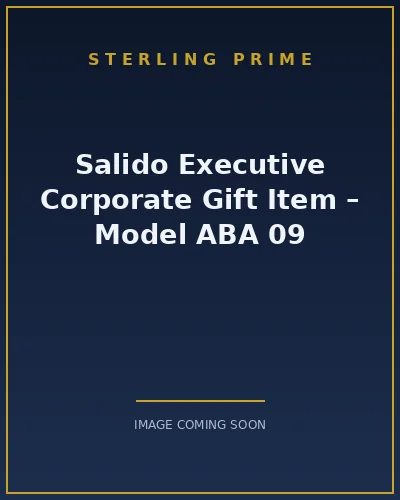 STERLING PRIME
Salido Executive
Corporate Gift Item –
Model ABA 09
IMAGE COMING SOON